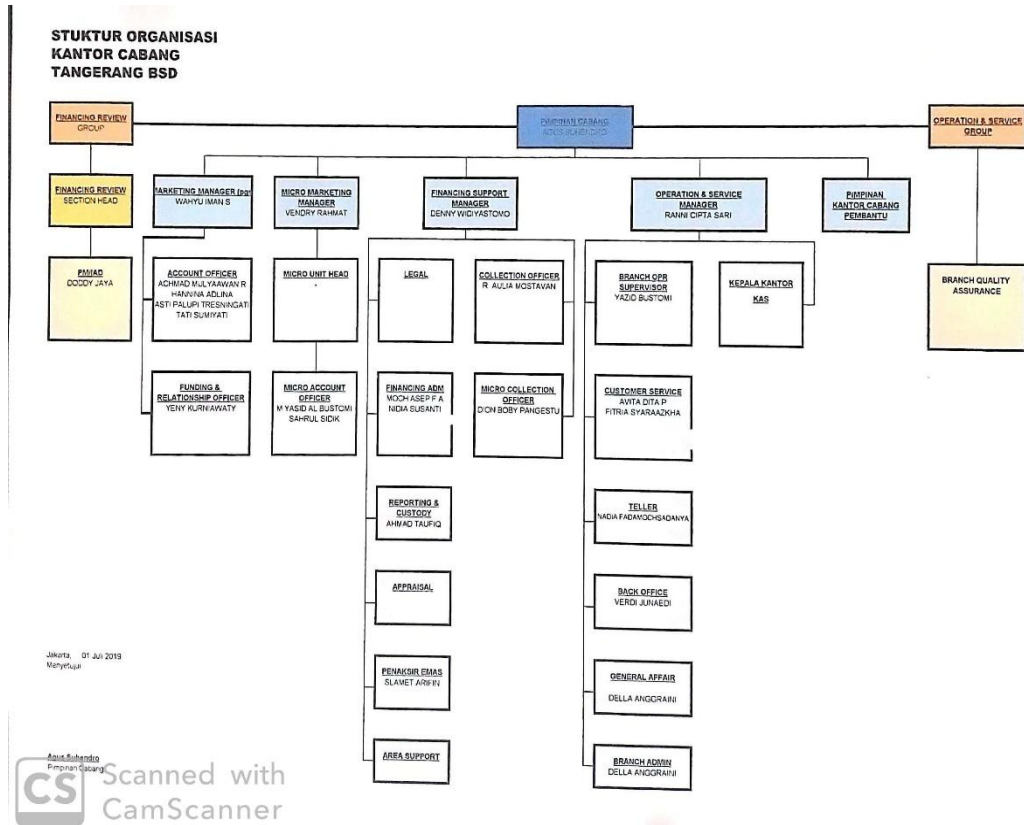 STUKTUR ORGANISASI
KANTOR CABANG
TANGERANG BSD
FINANCING REVIEW
GROUP
PIMPINAN CABANG
AGUS SUHENDRO
OPERATION & SERVICE
GROUP
FINANCING REVIEW
SECTION HEAD
MARKETING MANAGER
WAHYU IMAN S
MICRO MARKETING
MANAGER
VENDRY RAHMAT
FINANCING SUPPORT
MANAGER
DENNY WIDIYASTOMO
OPERATION & SERVICE
MANAGER
RANNI CIPTA SARI
PIMPINAN
KANTOR CABANG
PEMBANTU
DODDY JAYA
ACCOUNT OFFICER
ACHMAD MULYAAWAN R
HANNINA ADLINA
ASTI PALUPI TRESNINGATI
TATI SUMIYATI
MICRO UNIT HEAD
-
LEGAL
COLLECTION OFFICER
R AULIA MOSTAVAN
BRANCH OPR
SUPERVISOR
YAZID BUSTOMI
KEPALA KANTOR
KAS
BRANCH QUALITY
ASSURANCE
FUNDING &
RELATIONSHIP OFFICER
YENY KURNIAWATY
MICRO ACCOUNT
OFFICER
M YASID AL BUSTOMI
SAHRUL SIDIK
FINANCING ADM
MOCH ASEP F A
NIDIA SUSANTI
MICRO COLLECTION
OFFICER
DION BOBY PANGESTU
CUSTOMER SERVICE
AVITA DITA P
FITRIA SYARAAZKHA
REPORTING &
CUSTODY
AHMAD TAUFIQ
TELLER
NADIA FADAMOCHSADANYA
APPRAISAL
BACK OFFICE
VERDI JUNAEDI
PENAKSIR EMAS
SLAMET ARIFIN
GENERAL AFFAIR
DELLA ANGGRAINI
AREA SUPPORT
BRANCH ADMIN
DELLA ANGGRAINI
Jakarta, 01 Juli 2019
Menyetujui
Agus Suhendro
Pimpinan Cabang
CS Scanned with
CamScanner